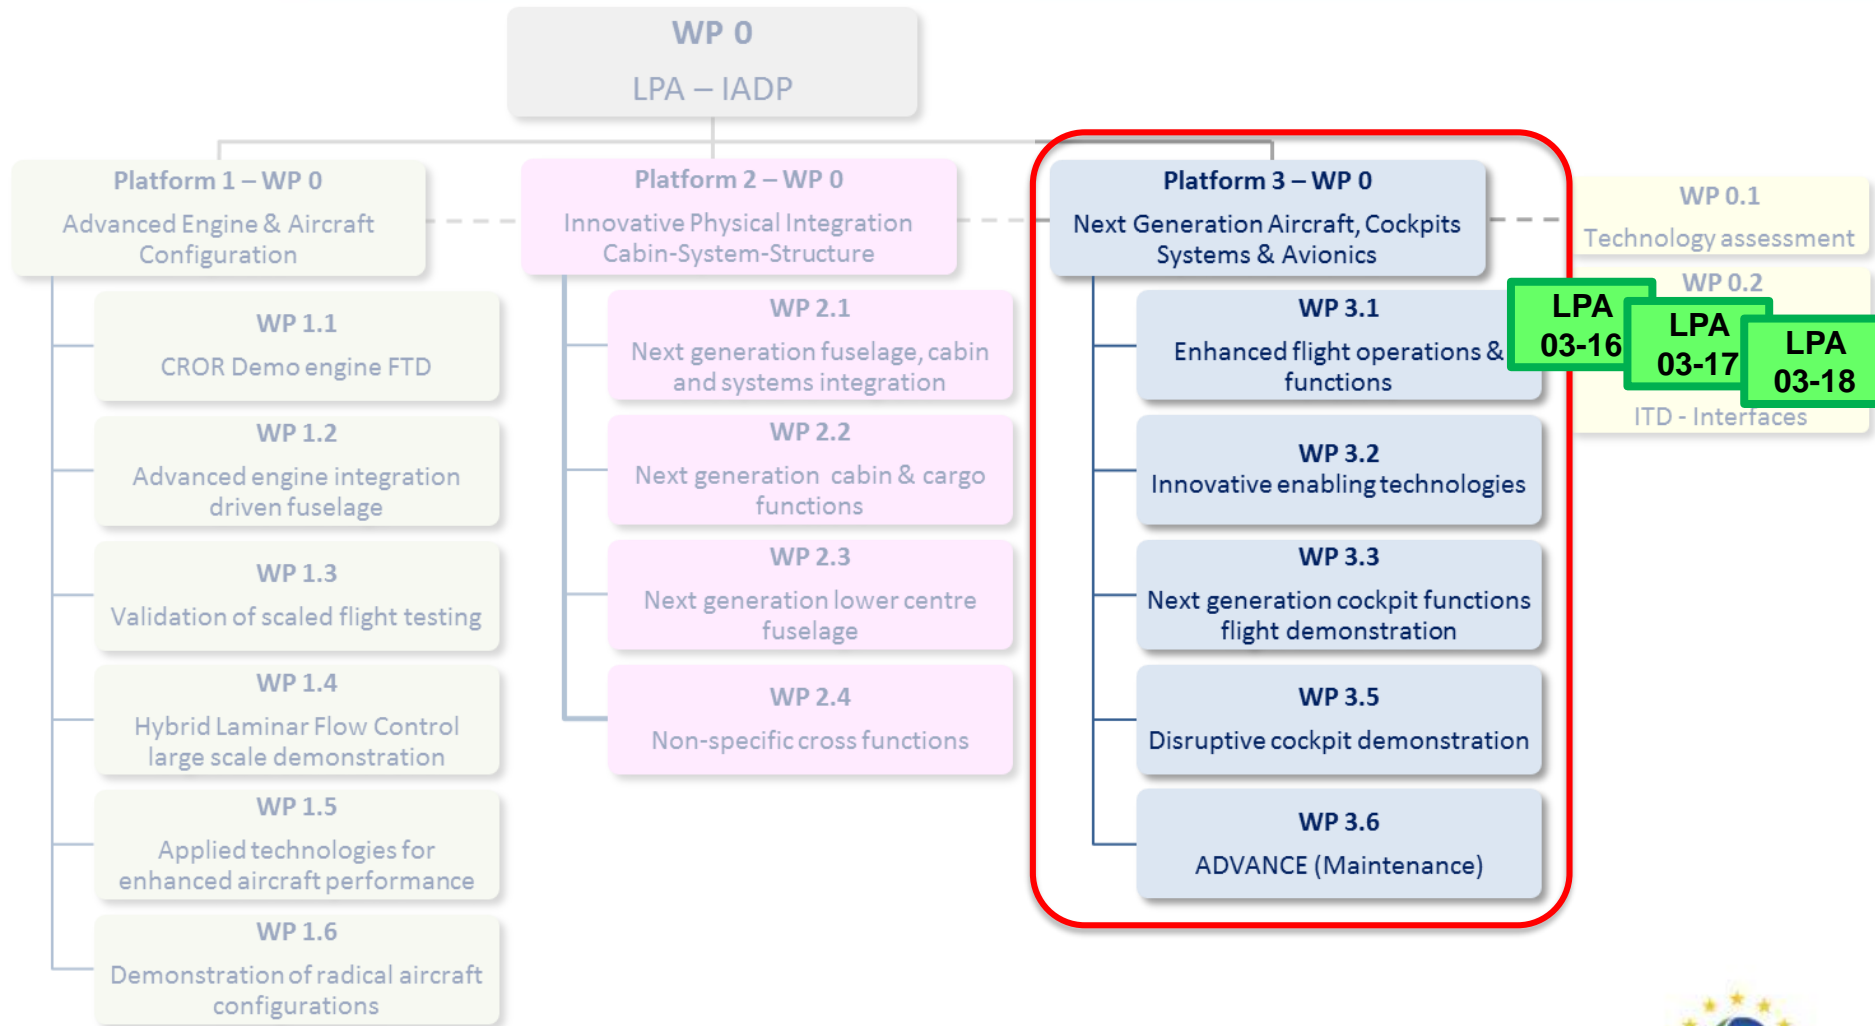 WP 0
LPA – IADP
Platform 1 – WP 0
Advanced Engine & Aircraft
Configuration
WP 1.1
CROR Demo engine FTD
WP 1.2
Advanced engine integration
driven fuselage
WP 1.3
Validation of scaled flight testing
WP 1.4
Hybrid Laminar Flow Control
large scale demonstration
WP 1.5
Applied technologies for
enhanced aircraft performance
WP 1.6
Demonstration of radical aircraft
configurations
Platform 2 – WP 0
Innovative Physical Integration
Cabin-System-Structure
WP 2.1
Next generation fuselage, cabin
and systems integration
WP 2.2
Next generation cabin & cargo
functions
WP 2.3
Next generation lower centre
fuselage
WP 2.4
Non-specific cross functions
Platform 3 – WP 0
Next Generation Aircraft, Cockpits
Systems & Avionics
WP 3.1
Enhanced flight operations &
functions
WP 3.2
Innovative enabling technologies
WP 3.3
Next generation cockpit functions
flight demonstration
WP 3.5
Disruptive cockpit demonstration
WP 3.6
ADVANCE (Maintenance)
WP 0.1
Technology assessment
WP 0.2
ITD - Interfaces
LPA
03-16
LPA
03-17
LPA
03-18